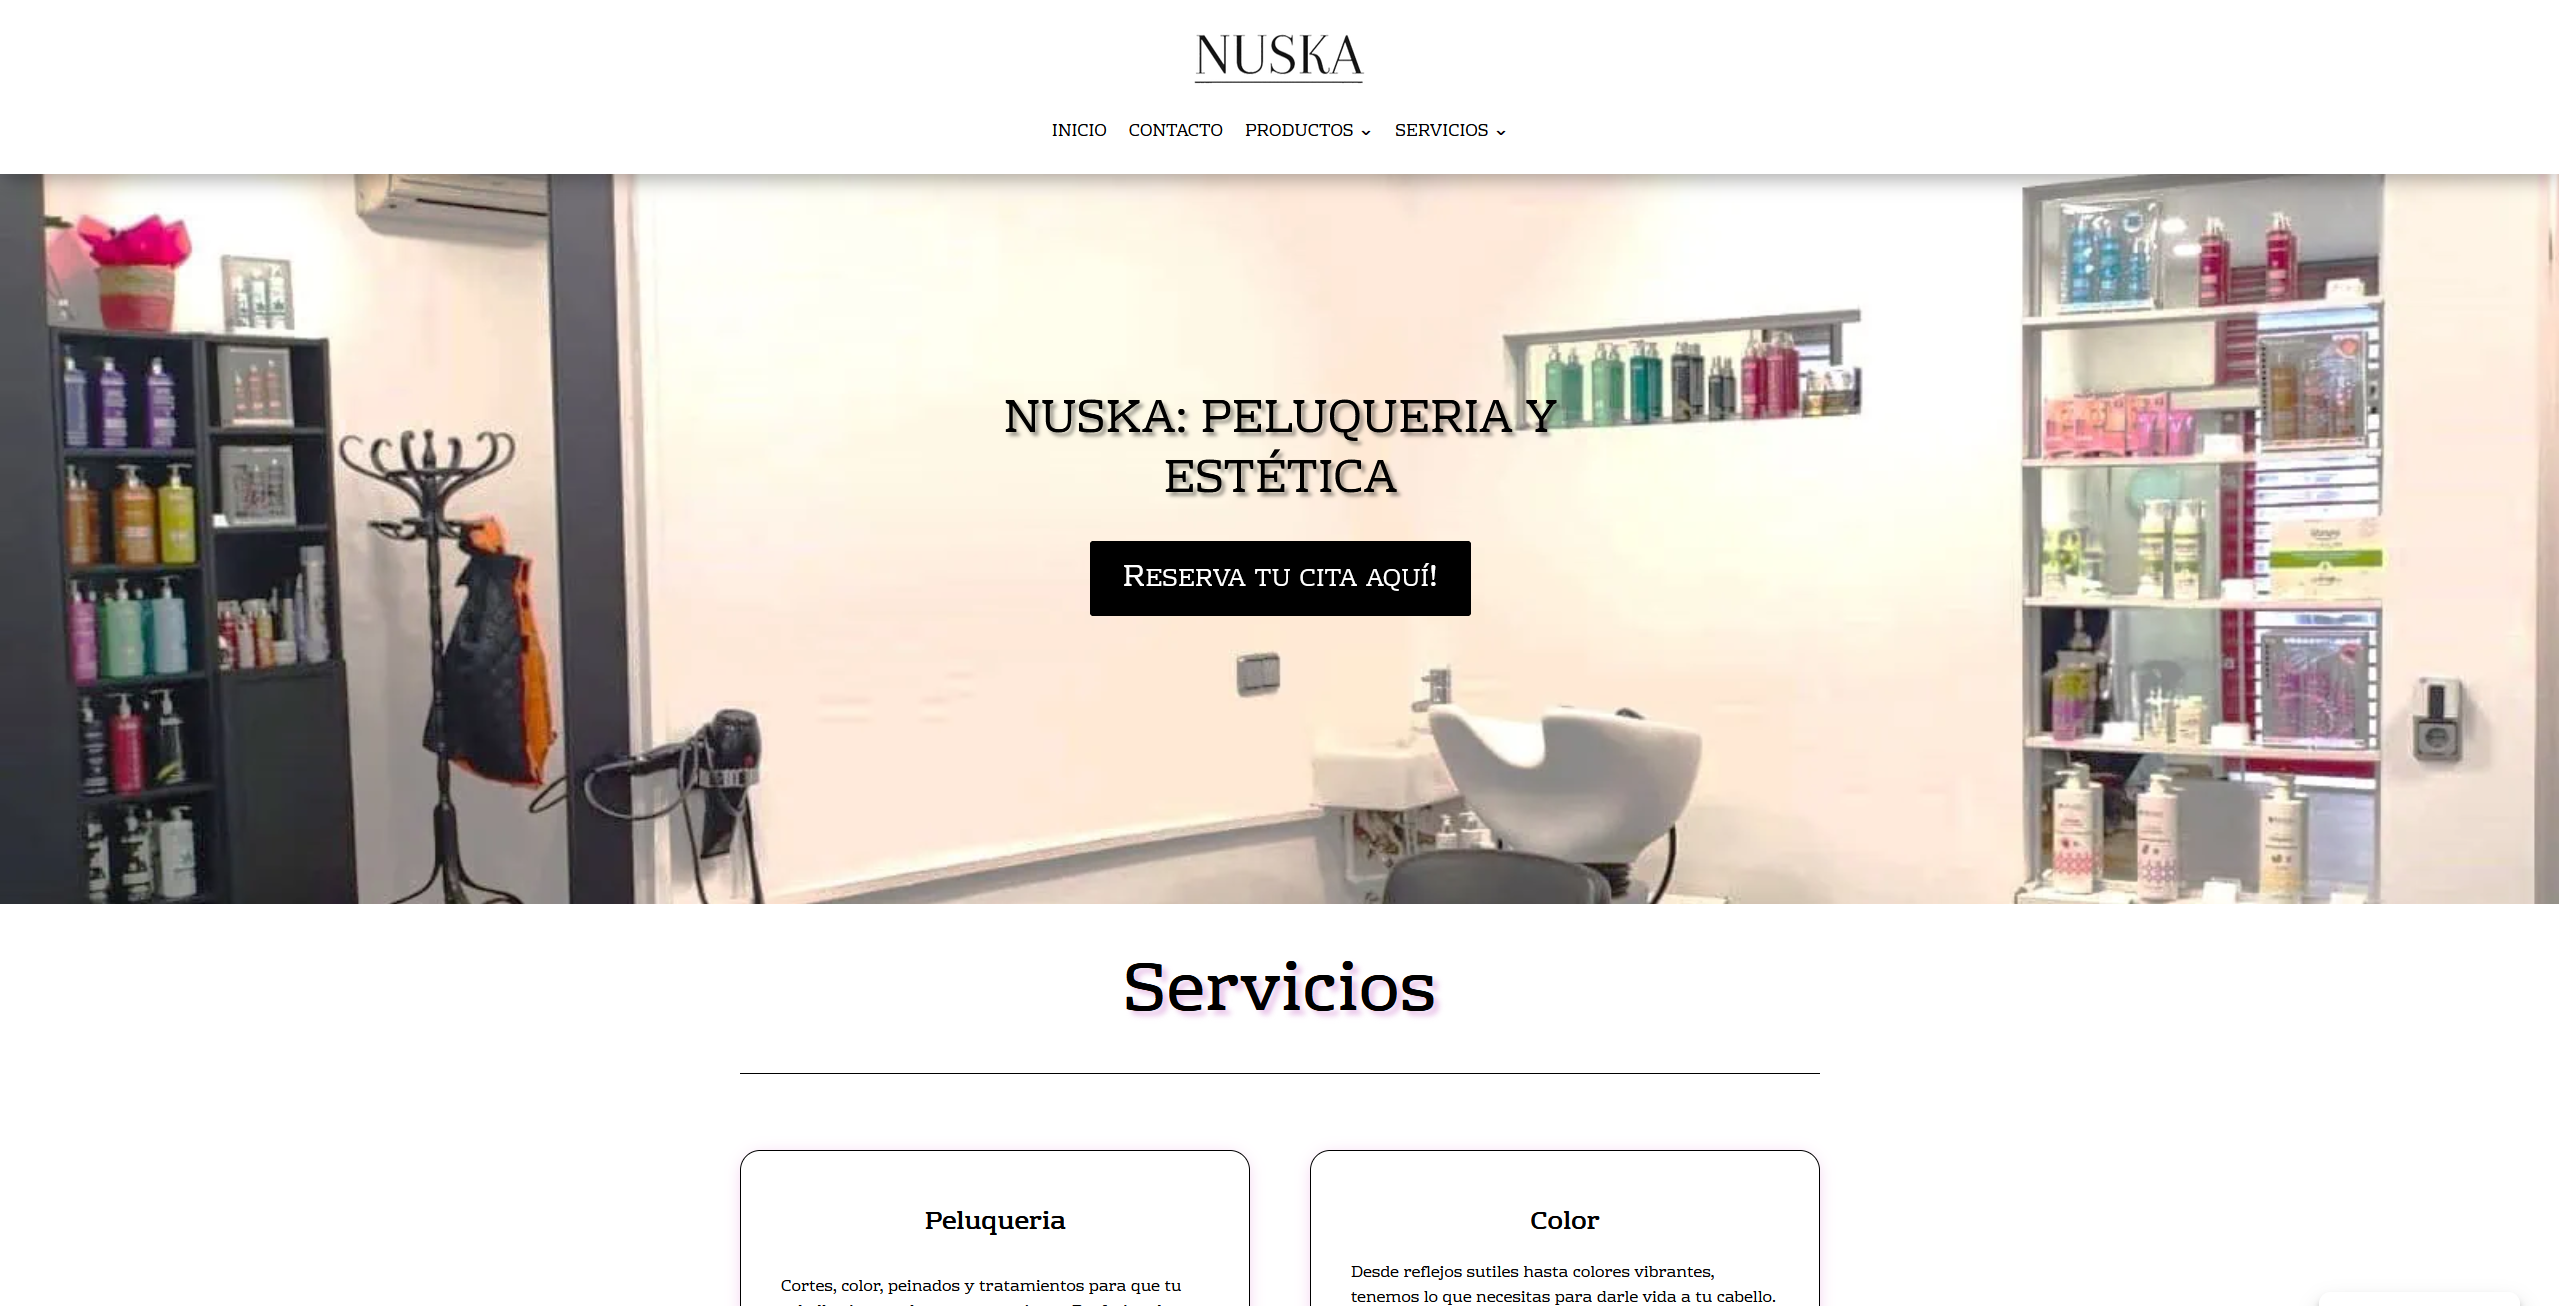 NUSKA
INICIO CONTACTO PRODUCTOS SERVICIOS
NUSKA: PELUQUERIA Y
ESTÉTICA
RESERVA TU CITA AQUÍ!
Servicios
Peluqueria
Cortes, color, peinados y tratamientos para que tu
Color
Desde reflejos sutiles hasta colores vibrantes,
tenemos lo que necesitas para darle vida a tu cabello.